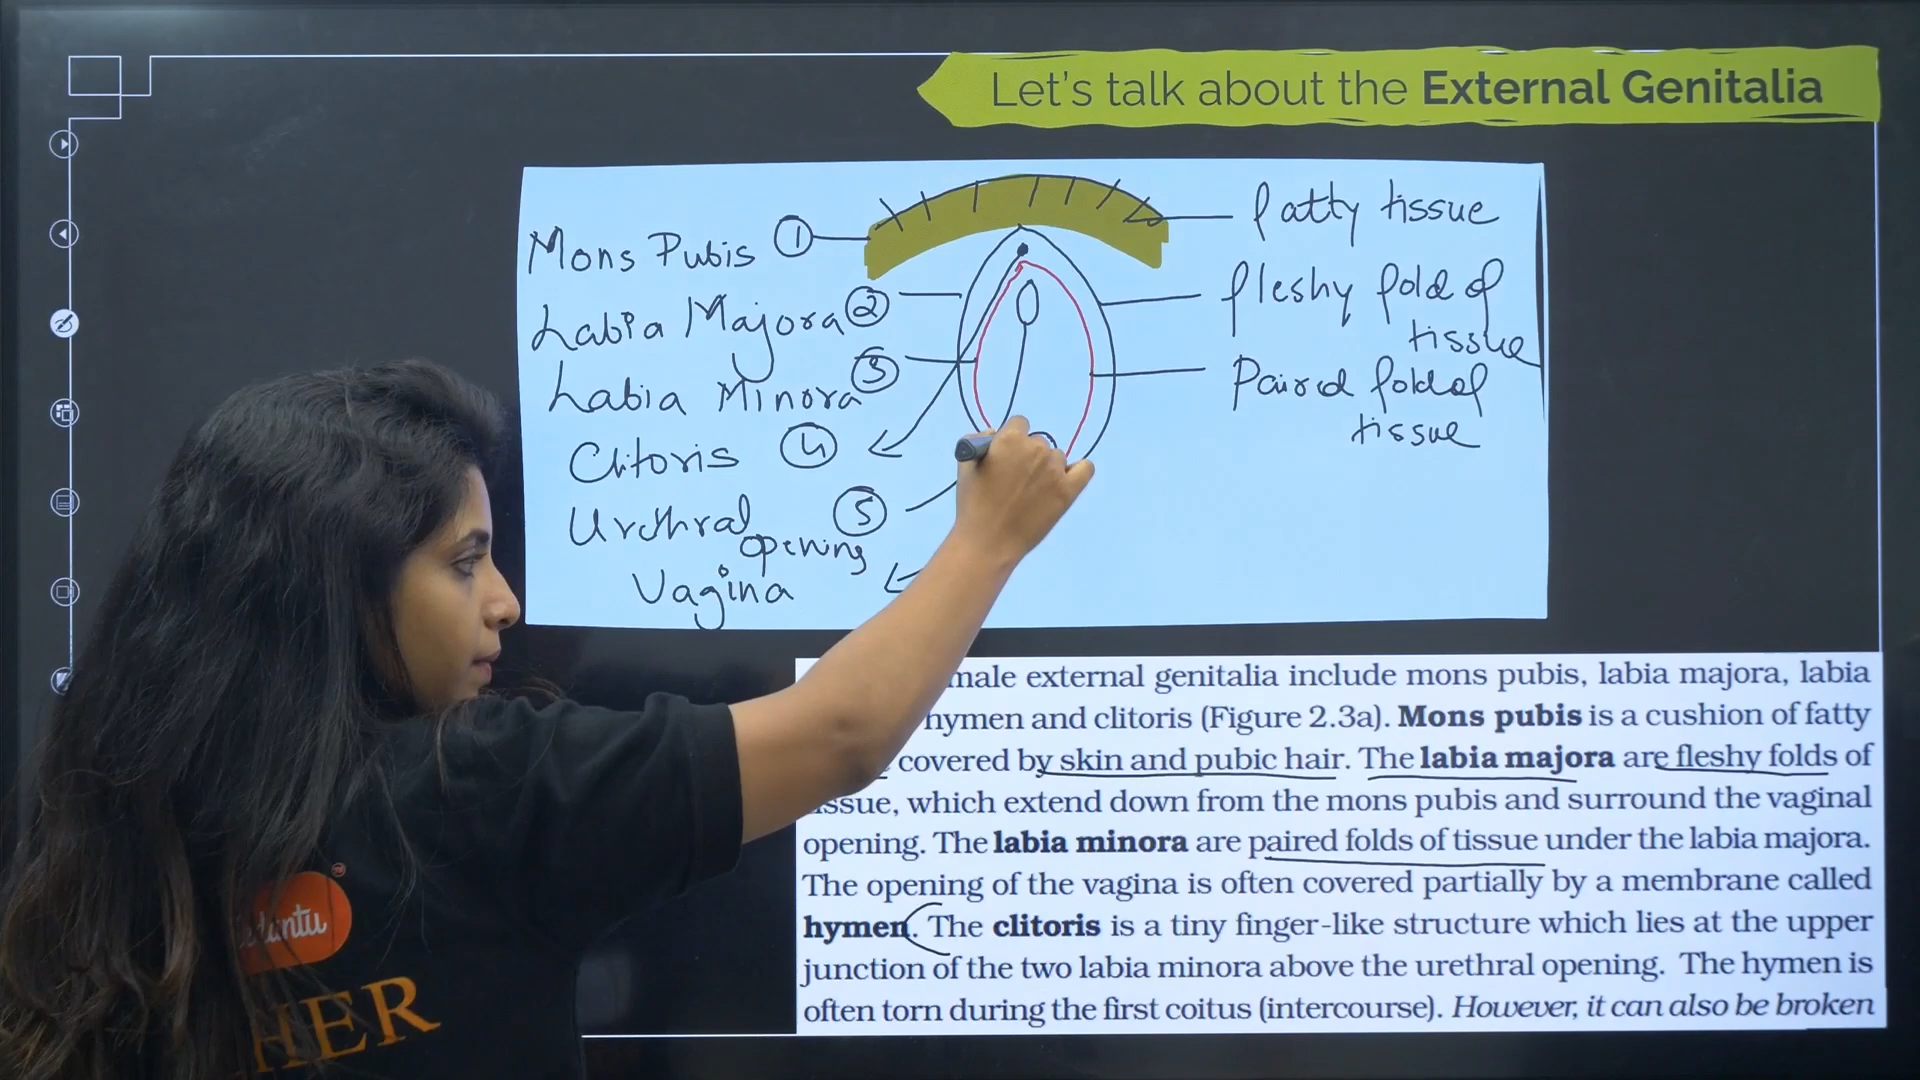 Let's talk about the External Genitalia
Mons Pubis 1
fatty tissue
Labia Majora 2
fleshy fold of
tissue
Labia Minora 3
Paired fold of
tissue
Clitoris 4
Urethral 5
opening
Vagina
male external genitalia include mons pubis, labia majora, labia
hymen and clitoris (Figure 2.3a). Mons pubis is a cushion of fatty
covered by skin and pubic hair. The labia majora are fleshy folds of
issue, which extend down from the mons pubis and surround the vaginal
opening. The labia minora are paired folds of tissue under the labia majora.
The opening of the vagina is often covered partially by a membrane called
hymen. The clitoris is a tiny finger-like structure which lies at the upper
junction of the two labia minora above the urethral opening. The hymen is
often torn during the first coitus (intercourse). However, it can also be broken
edantu
HER